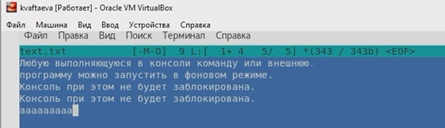 kvaftaeva [Работает] - Oracle VM VirtualBox
Файл Машина Вид Ввод Устройства Справка
Файл Правка Вид Поиск Терминал Справка
text.txt [-M-O] 9 L:[ 1+ 4 5/ 5] *(343 / 343b) <EOF>
Любую выполняющуюся в консоли команду или внешнюю
программу можно запустить в фоновом режиме.
Консоль при этом не будет заблокирована.
Консоль при этом не будет заблокирована.
ааааааааа